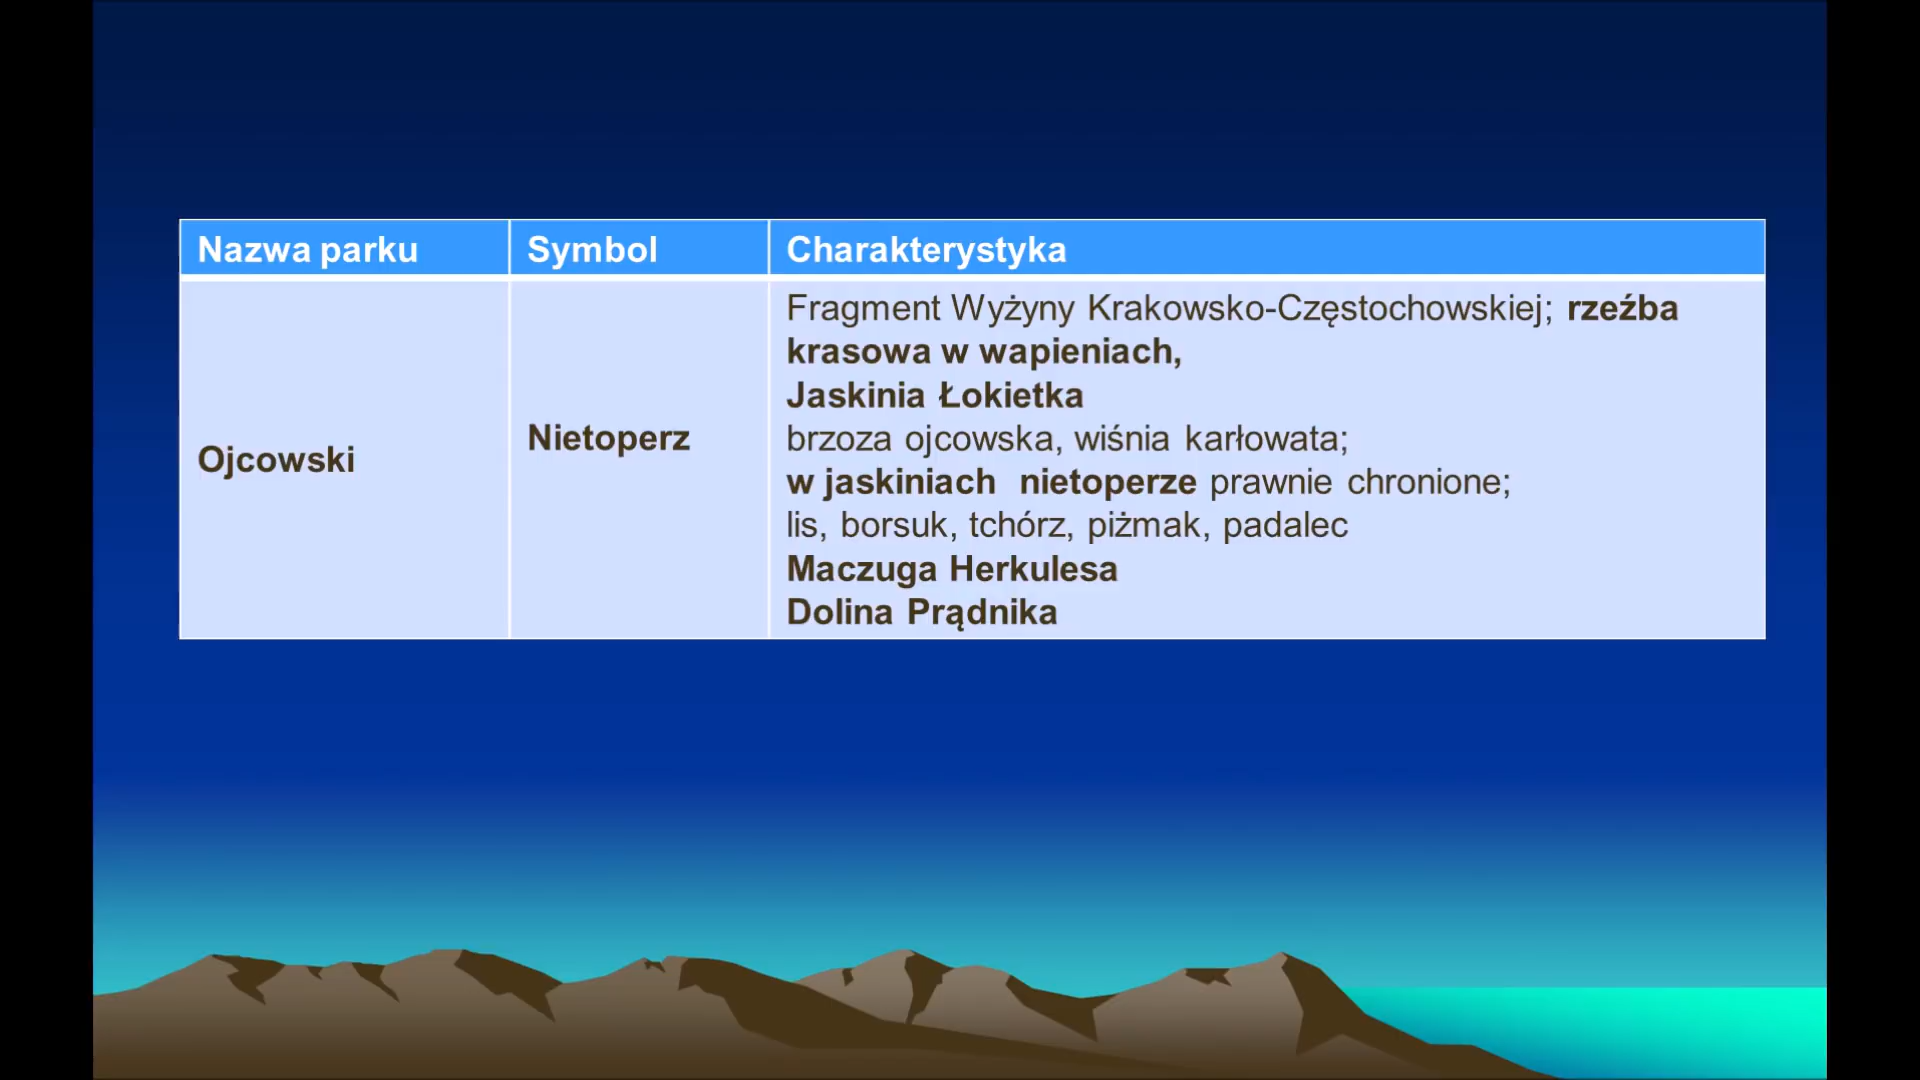 Nazwa parku Symbol Charakterystyka
Ojcowski
Nietoperz
Fragment Wyżyny Krakowsko-Częstochowskiej; rzeźba
krasowa w wapieniach,
Jaskinia Łokietka
brzoza ojcowska, wiśnia karłowata;
w jaskiniach nietoperze prawnie chronione;
lis, borsuk, tchórz, piżmak, padalec
Maczuga Herkulesa
Dolina Prądnika